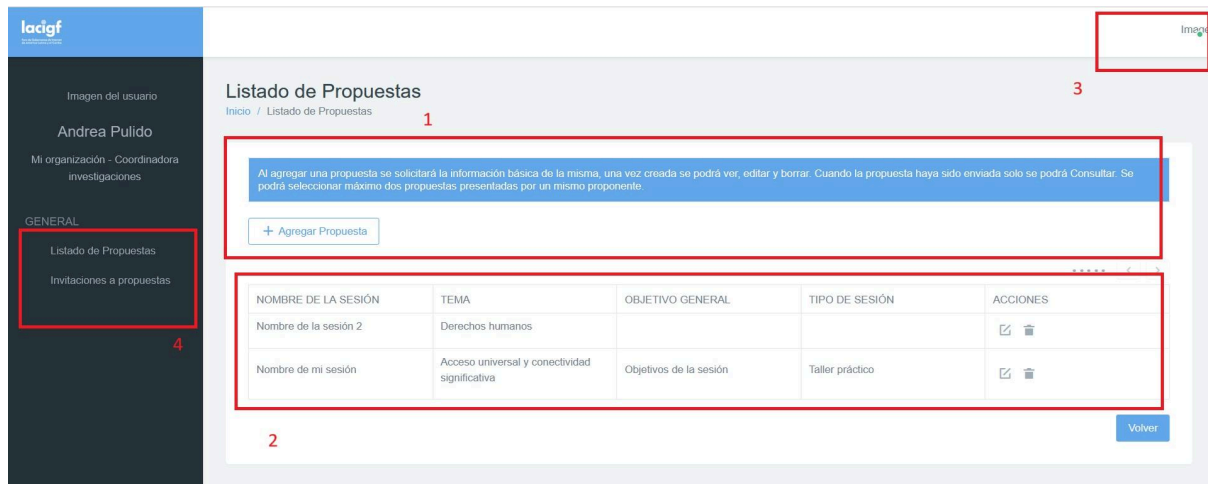 lacigf
Image
3
Imagen del usuario
Andrea Pulido
Mi organización - Coordinadora
investigaciones
GENERAL
Listado de Propuestas
Invitaciones a propuestas
4
Listado de Propuestas
Inicio / Listado de Propuestas
1
Al agregar una propuesta se solicitará la información básica de la misma, una vez creada se podrá ver, editar y borrar. Cuando la propuesta haya sido enviada solo se podrá Consultar. Se
podrá seleccionar máximo dos propuestas presentadas por un mismo proponente.
+ Agregar Propuesta
NOMBRE DE LA SESIÓN TEMA OBJETIVO GENERAL TIPO DE SESIÓN ACCIONES
Nombre de la sesión 2 Derechos humanos
Nombre de mi sesión Acceso universal y conectividad Objetivos de la sesión Taller práctico
significativa
2
Volver